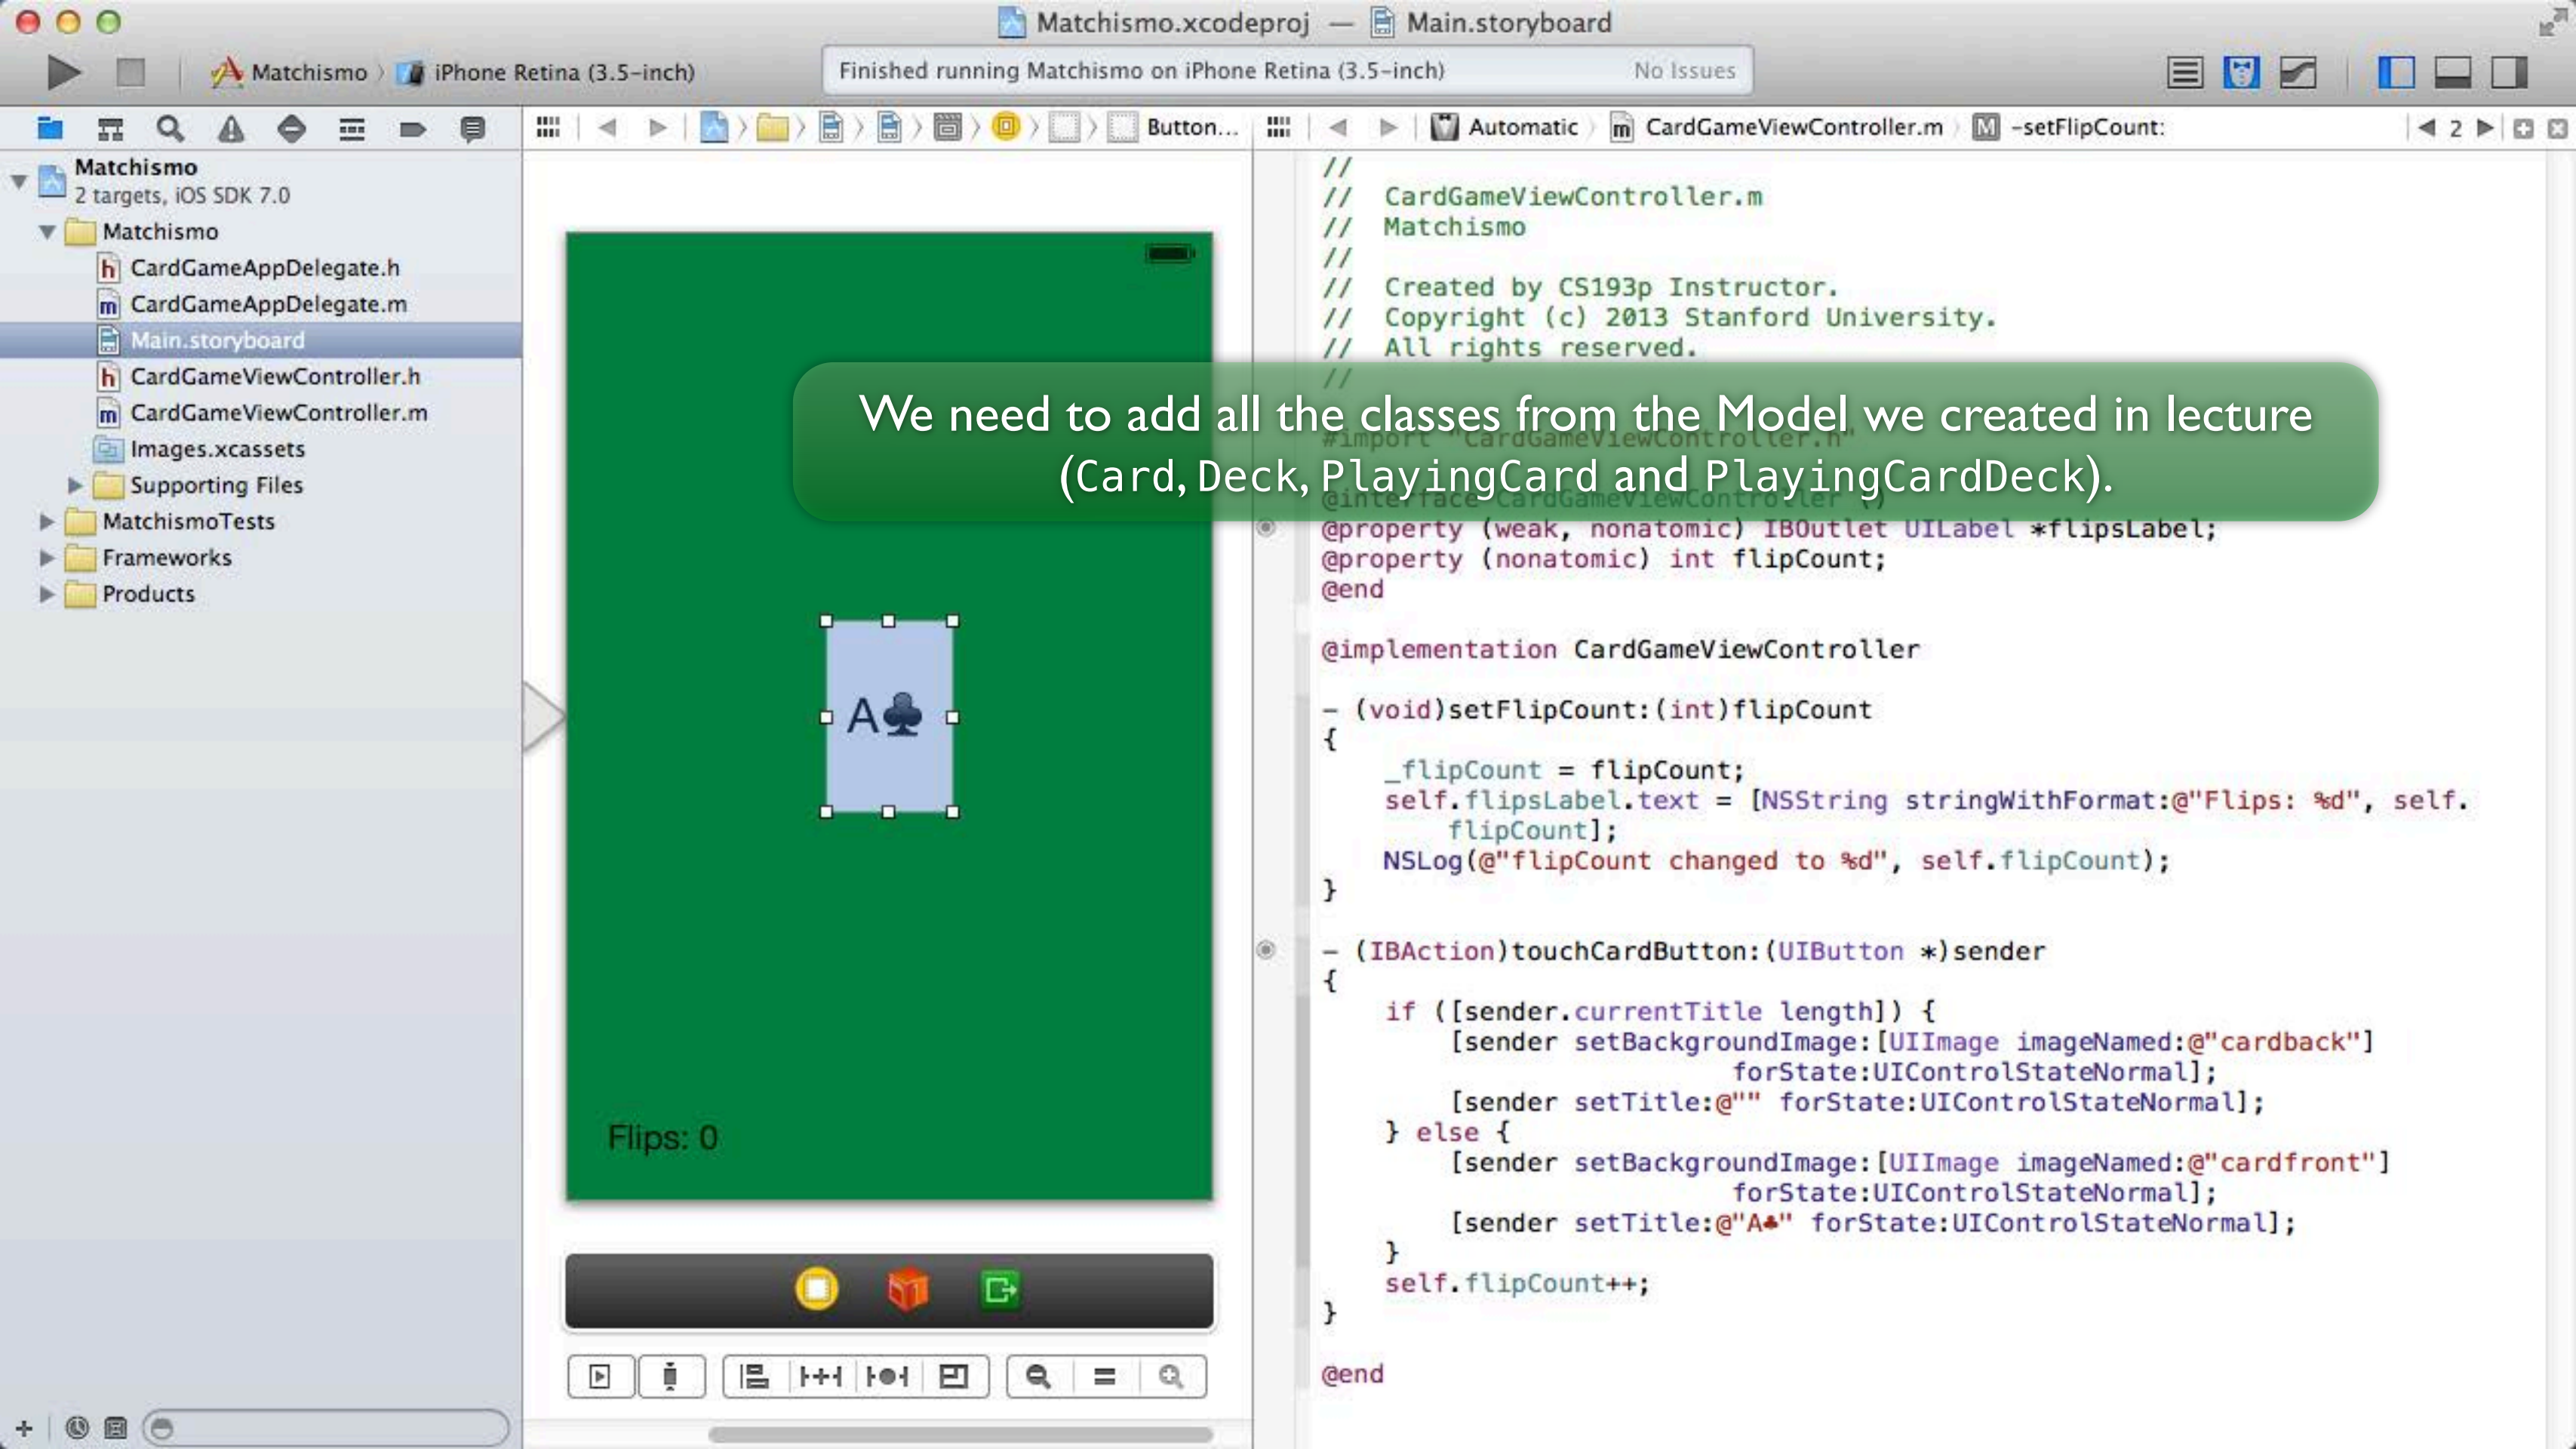 Matchismo.xcodeproj — Main.storyboard
Matchismo
iPhone Retina (3.5-inch)
Finished running Matchismo on iPhone Retina (3.5-inch)
No Issues
Button...
Automatic
CardGameViewController.m
M
-setFlipCount:
2
Matchismo
2 targets, iOS SDK 7.0
Matchismo
h CardGameAppDelegate.h
m CardGameAppDelegate.m
Main.storyboard
h CardGameViewController.h
m CardGameViewController.m
Images.xcassets
Supporting Files
MatchismoTests
Frameworks
Products
A♣
Flips: 0
//
//  CardGameViewController.m
//  Matchismo
//
//  Created by CS193p Instructor.
//  Copyright (c) 2013 Stanford University.
//  All rights reserved.
//
We need to add all the classes from the Model we created in lecture
(Card, Deck, PlayingCard and PlayingCardDeck).
#import "CardGameViewController.h"
@interface CardGameViewController ()
@property (weak, nonatomic) IBOutlet UILabel *flipsLabel;
@property (nonatomic) int flipCount;
@end
@implementation CardGameViewController
- (void)setFlipCount:(int)flipCount
{
_flipCount = flipCount;
self.flipsLabel.text = [NSString stringWithFormat:@"Flips: %d", self.
flipCount];
NSLog(@"flipCount changed to %d", self.flipCount);
}
- (IBAction)touchCardButton:(UIButton *)sender
{
if ([sender.currentTitle length]) {
[sender setBackgroundImage:[UIImage imageNamed:@"cardback"]
forState:UIControlStateNormal];
[sender setTitle:@"" forState:UIControlStateNormal];
} else {
[sender setBackgroundImage:[UIImage imageNamed:@"cardfront"]
forState:UIControlStateNormal];
[sender setTitle:@"A♣" forState:UIControlStateNormal];
}
self.flipCount++;
}
@end